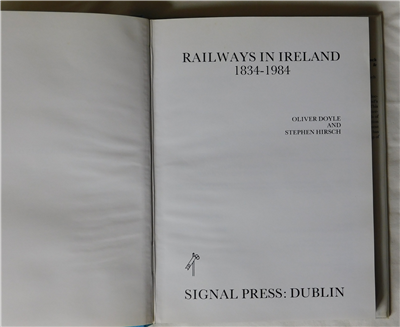 RAILWAYS IN IRELAND
1834-1984
OLIVER DOYLE
AND
STEPHEN HIRSCH
SIGNAL PRESS: DUBLIN